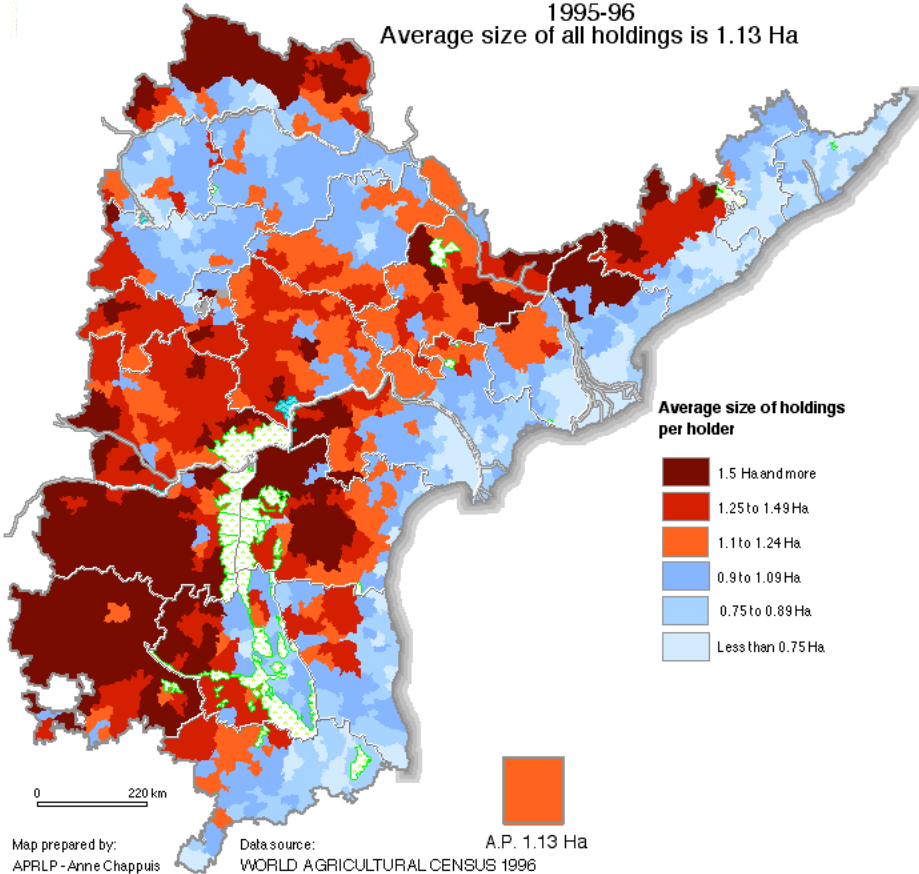 1995-96
Average size of all holdings is 1.13 Ha
Average size of holdings
per holder
1.5 Ha and more
1.25 to 1.49 Ha
1.1 to 1.24 Ha
0.9 to 1.09 Ha
0.75 to 0.89 Ha
Less than 0.75 Ha
0 220 km
A.P. 1.13 Ha
Map prepared by:
APRLP - Anne Chappuis
Data source:
WORLD AGRICULTURAL CENSUS 1996